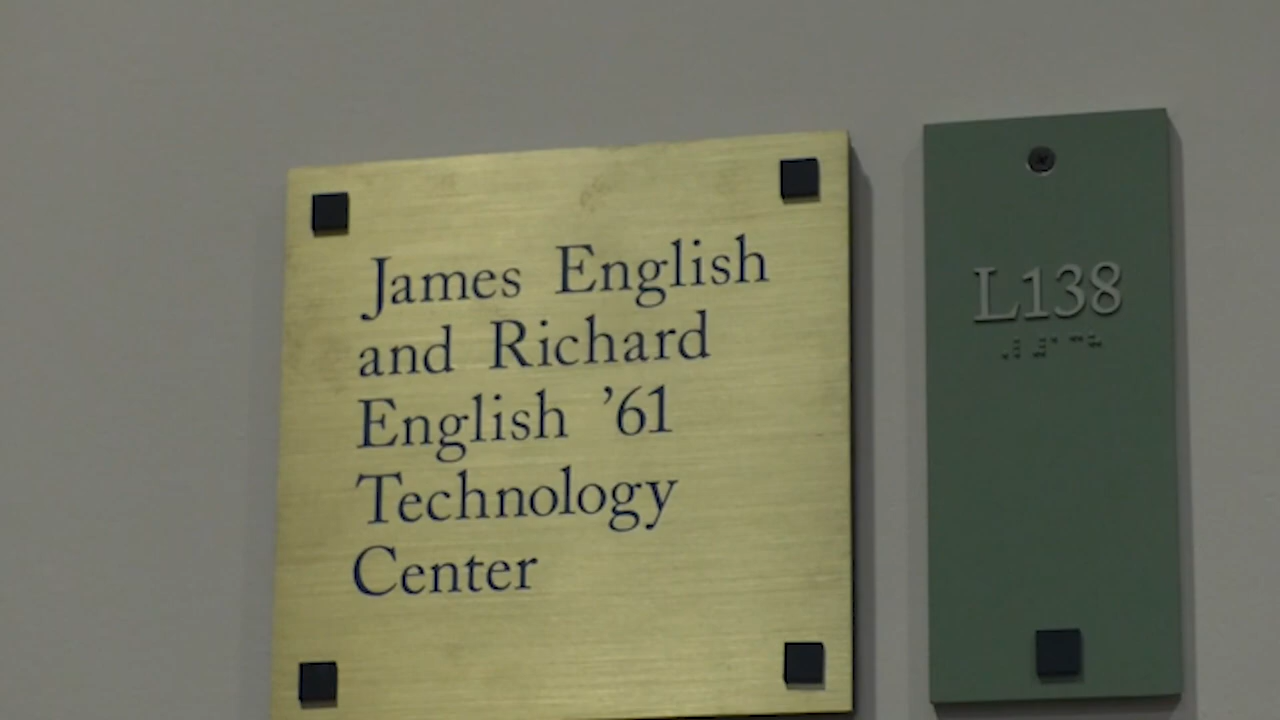 James English
and Richard
English ’61
Technology
Center
L138